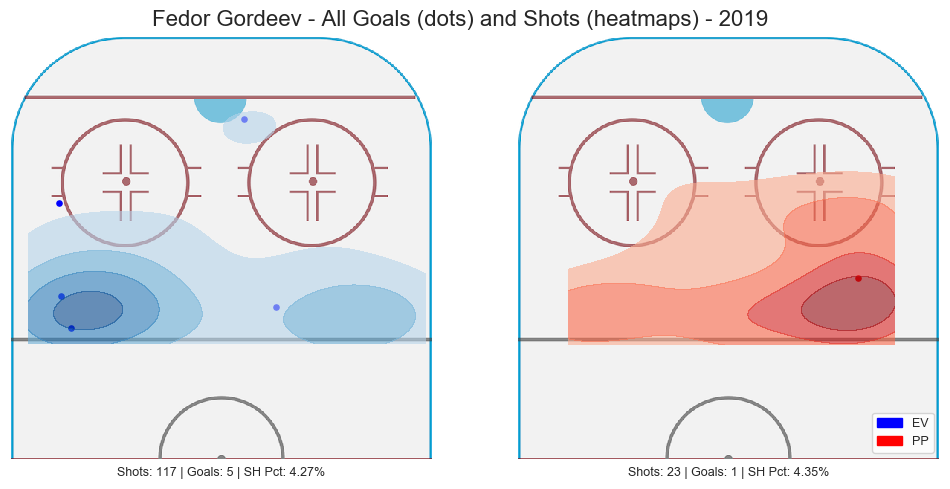 Fedor Gordeev - All Goals (dots) and Shots (heatmaps) - 2019
EV
PP
Shots: 117 | Goals: 5 | SH Pct: 4.27%
Shots: 23 | Goals: 1 | SH Pct: 4.35%